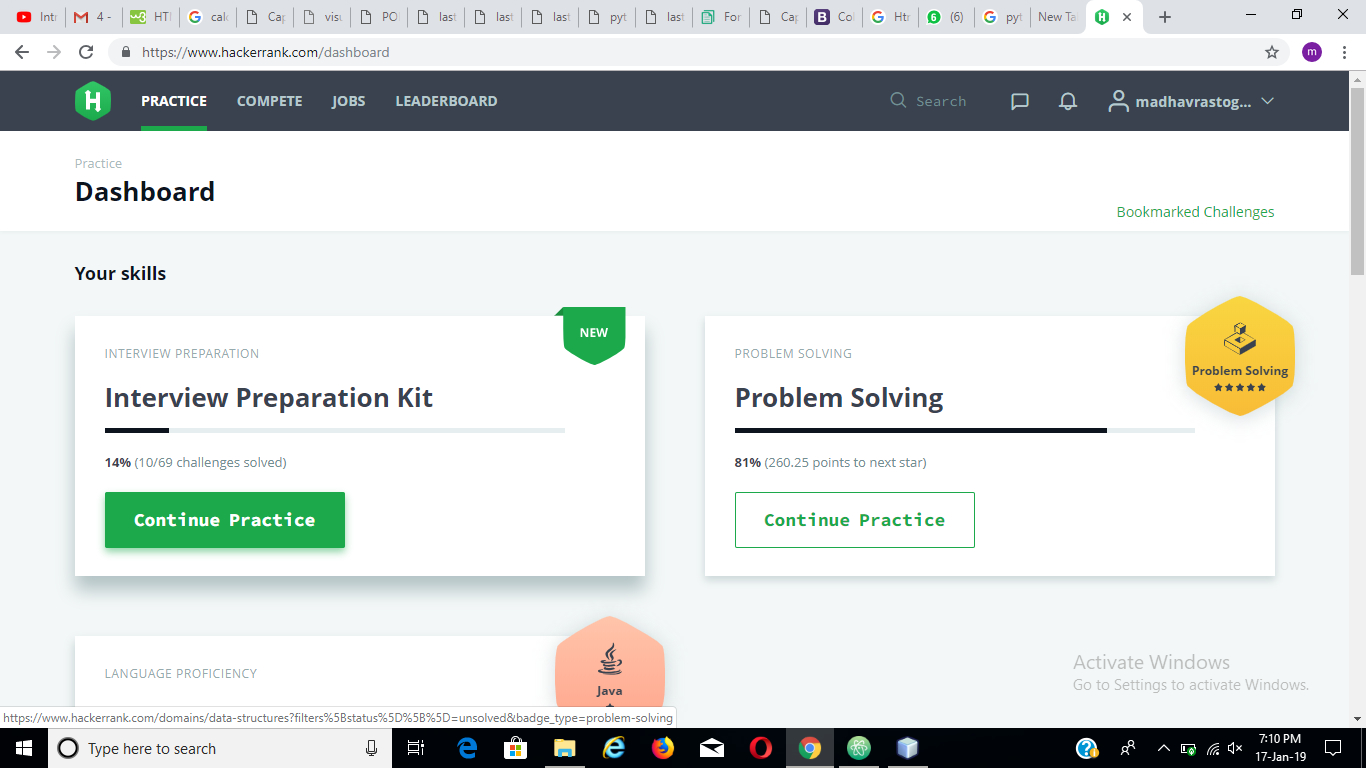 Int
4 -
HTI
calc
Cap
visu
PO
last
last
last
pyt
last
For
Cap
Co
Htr
(6)
pyt
New Ta
https://www.hackerrank.com/dashboard
m
H
PRACTICE
COMPETE
JOBS
LEADERBOARD
Search
madhavrastog...
Practice
Dashboard
Bookmarked Challenges
Your skills
NEW
INTERVIEW PREPARATION
Interview Preparation Kit
14% (10/69 challenges solved)
Continue Practice
PROBLEM SOLVING
Problem Solving
Problem Solving
81% (260.25 points to next star)
Continue Practice
LANGUAGE PROFICIENCY
Java
Activate Windows
Go to Settings to activate Windows.
https://www.hackerrank.com/domains/data-structures?filters%5Bstatus%5D%5B%5D=unsolved&badge_type=problem-solving
Type here to search
7:10 PM
17-Jan-19